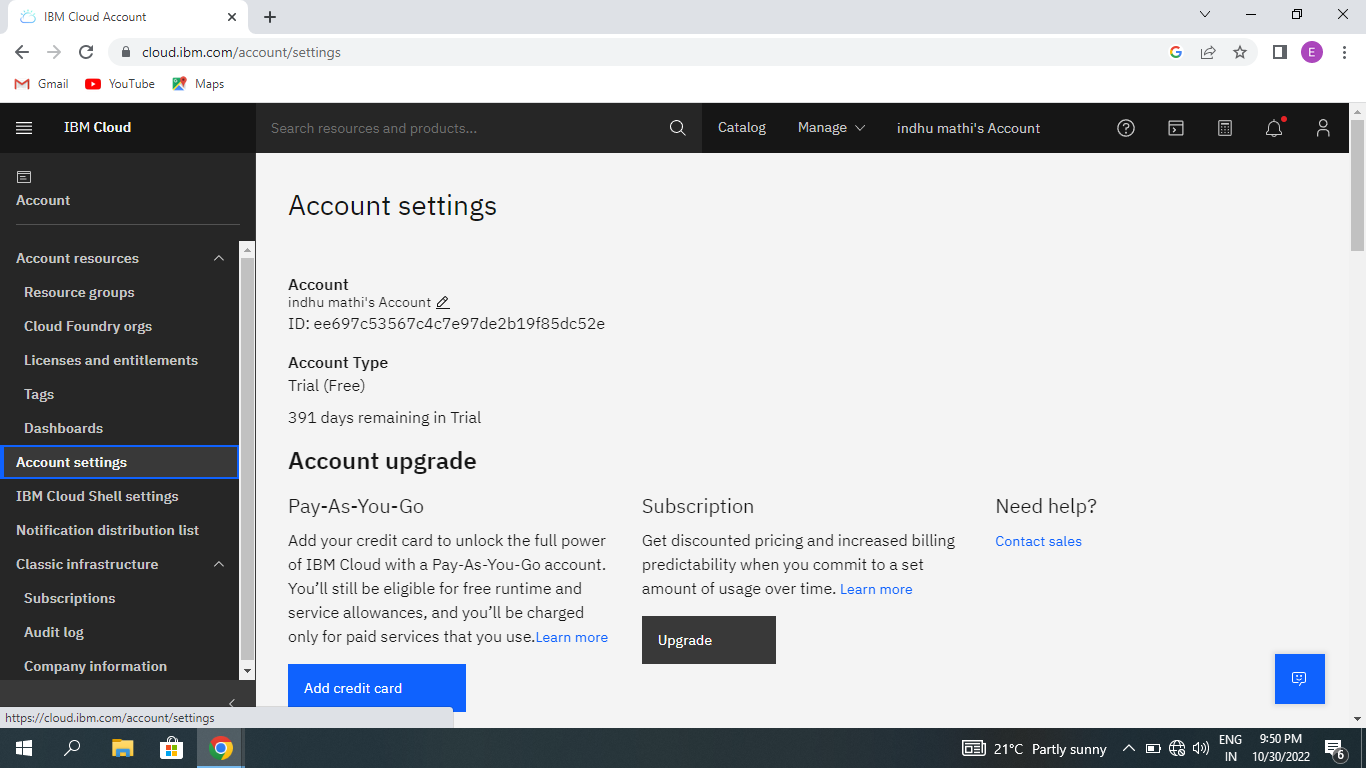 IBM Cloud Account
cloud.ibm.com/account/settings
E
Gmail
YouTube
Maps
IBM Cloud
Search resources and products...
Catalog
Manage
indhu mathi's Account
Account
Account resources
Resource groups
Cloud Foundry orgs
Licenses and entitlements
Tags
Dashboards
Account settings
IBM Cloud Shell settings
Notification distribution list
Classic infrastructure
Subscriptions
Audit log
Company information
Account settings
Account
indhu mathi's Account
ID: ee697c53567c4c7e97de2b19f85dc52e
Account Type
Trial (Free)
391 days remaining in Trial
Account upgrade
Pay-As-You-Go
Add your credit card to unlock the full power
of IBM Cloud with a Pay-As-You-Go account.
You’ll still be eligible for free runtime and
service allowances, and you’ll be charged
only for paid services that you use.Learn more
Add credit card
Subscription
Get discounted pricing and increased billing
predictability when you commit to a set
amount of usage over time. Learn more
Upgrade
Need help?
Contact sales
https://cloud.ibm.com/account/settings
21°C Partly sunny
ENG
IN
9:50 PM
10/30/2022
6